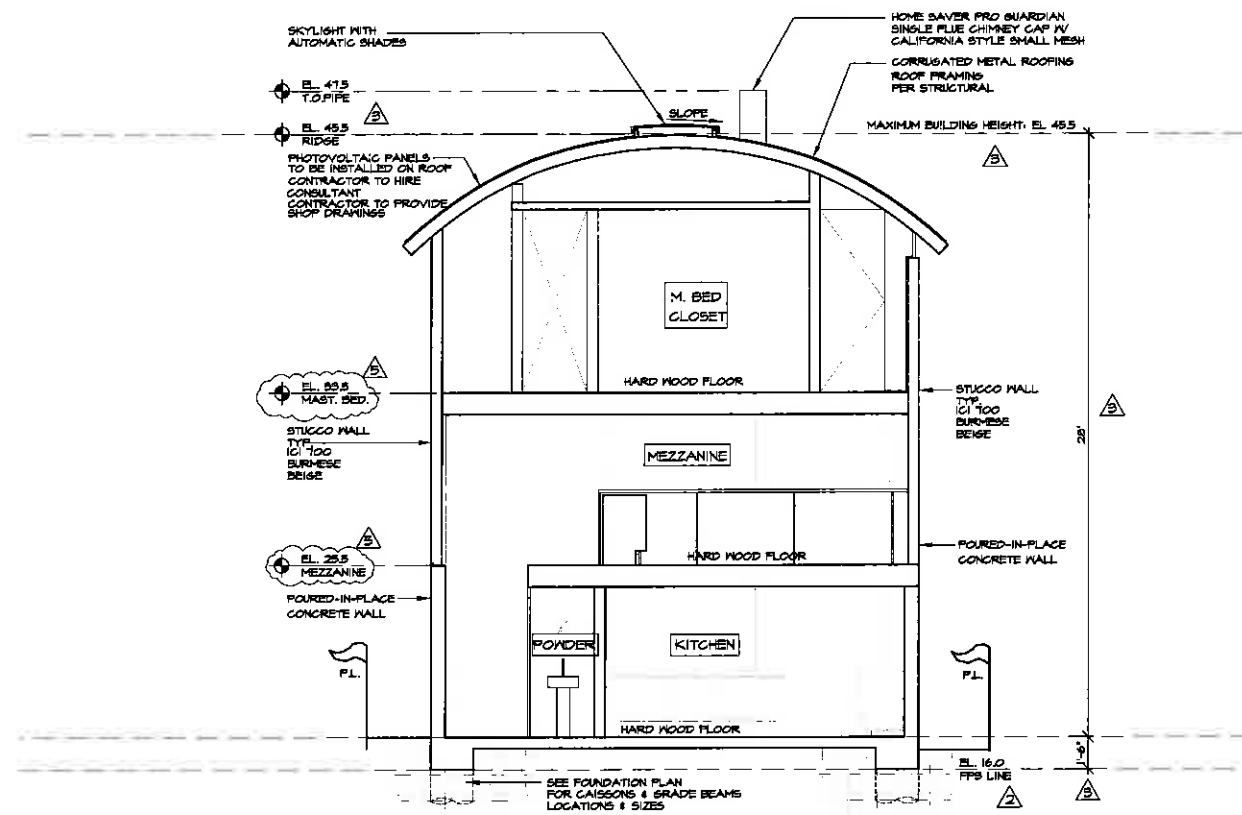 SKYLIGHT WITH
AUTOMATIC SHADES
HOME SAVER PRO GUARDIAN
SINGLE FLUE CHIMNEY CAP W/
CALIFORNIA STYLE SMALL MESH
CORRUGATED METAL ROOFING
ROOF FRAMING
PER STRUCTURAL
EL. 47.5
T.O.PIPE
3
EL. 45.5
RIDGE
SLOPE
MAXIMUM BUILDING HEIGHT: EL 45.5
3
PHOTOVOLTAIC PANELS
TO BE INSTALLED ON ROOF
CONTRACTOR TO HIRE
CONSULTANT
CONTRACTOR TO PROVIDE
SHOP DRAWINGS
M. BED
CLOSET
HARD WOOD FLOOR
5
MAST. BED.
STUCCO WALL
TYP.
ICI 700
BURMESE
BEIGE
STUCCO WALL
TYP.
ICI 700
BURMESE
BEIGE
3
28'
MEZZANINE
5
EL. 25.5
MEZZANINE
HARD WOOD FLOOR
POURED-IN-PLACE
CONCRETE WALL
POURED-IN-PLACE
CONCRETE WALL
POWDER
KITCHEN
P.L.
P.L.
HARD WOOD FLOOR
1'-6"
EL. 16.0
FPS LINE
2
3
SEE FOUNDATION PLAN
FOR CAISSONS & GRADE BEAMS
LOCATIONS & SIZES